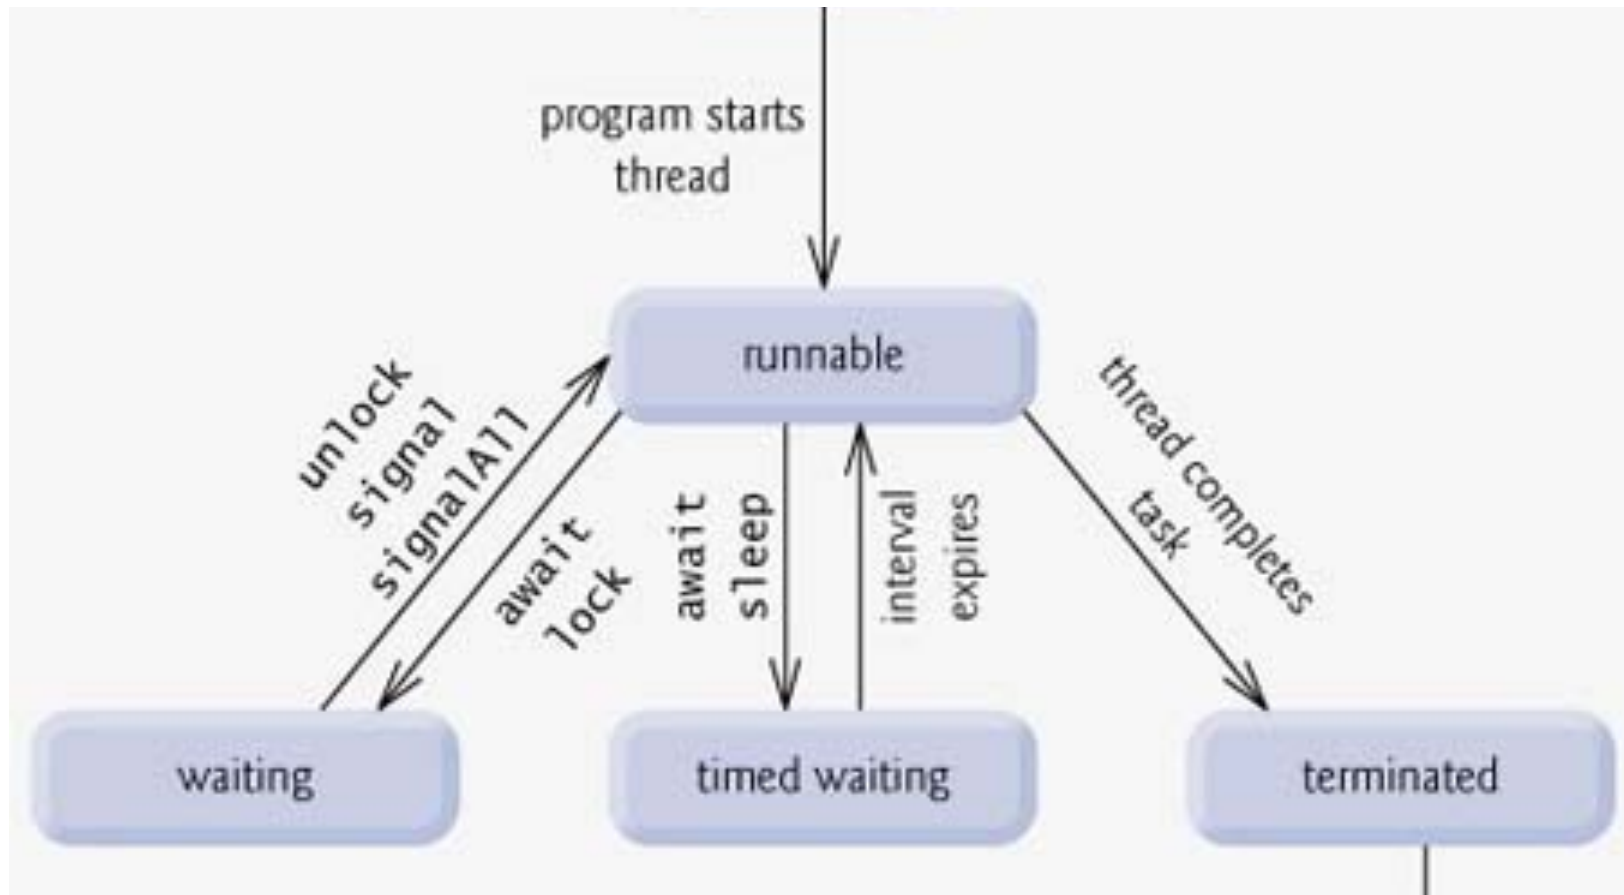 program starts
thread
runnable
unlock
signal
signalAll
await
lock
await
sleep
interval
expires
thread completes
task
waiting
timed waiting
terminated